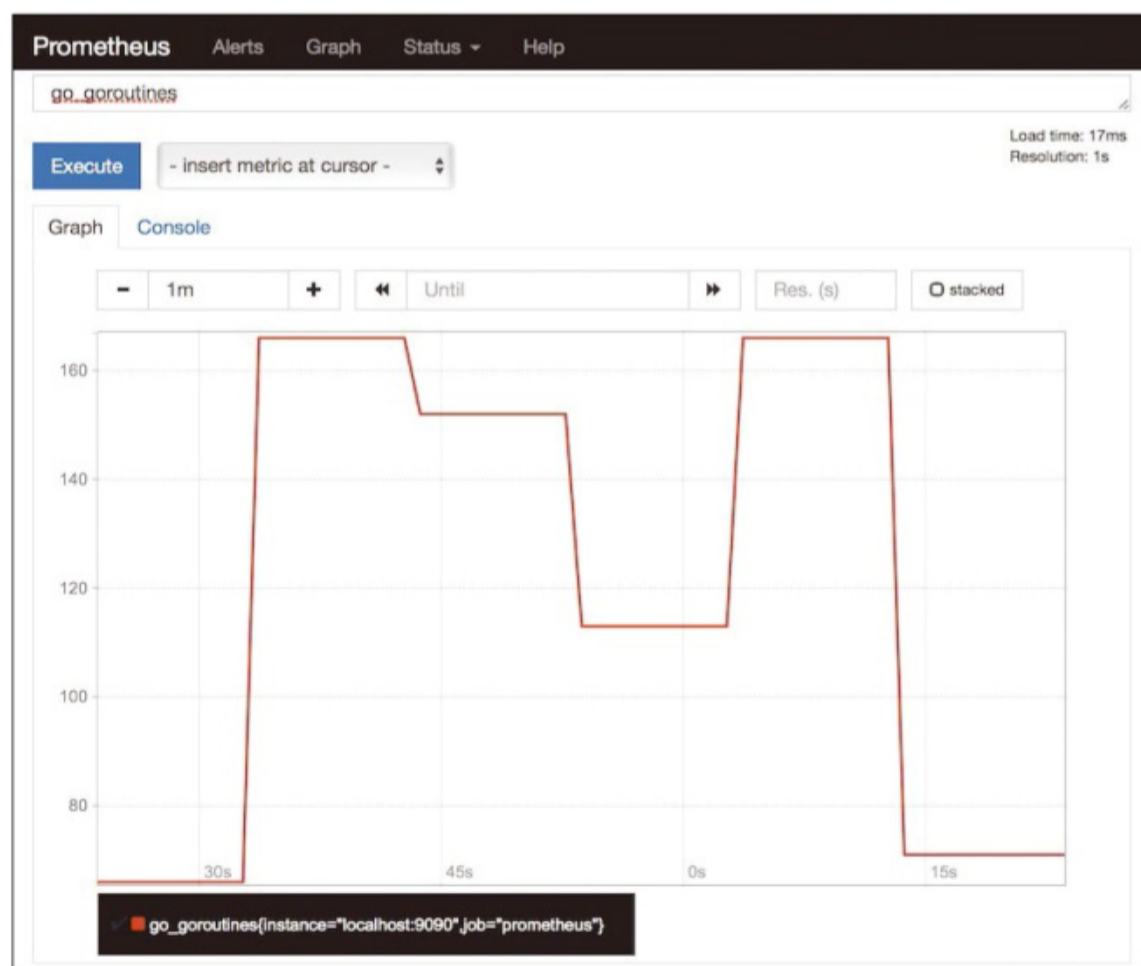 Prometheus Alerts Graph Status Help
go_goroutines
Load time: 17ms
Resolution: 1s
Execute - insert metric at cursor -
Graph Console
1m Until Res. (s) stacked
160
140
120
100
80
30s 45s 0s 15s
go_goroutines{instance="localhost:9090",job="prometheus"}